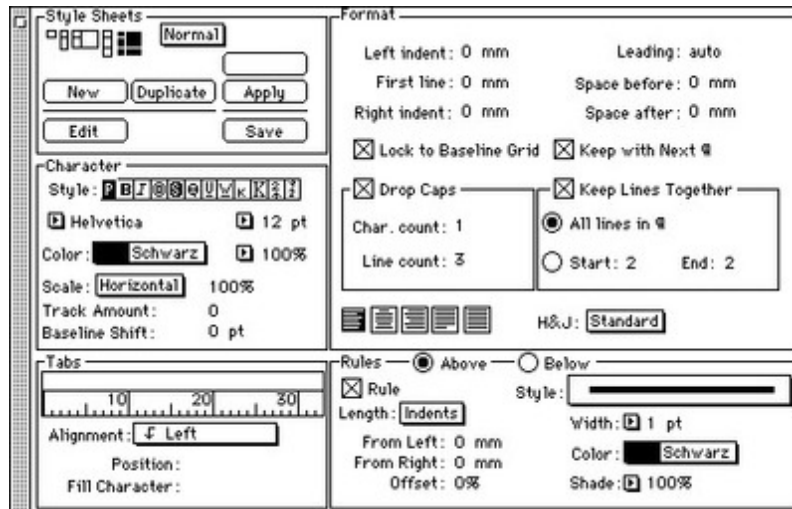 Style Sheets
Normal
New Duplicate Apply
Edit Save
Character
Style: P B I O S U W K K 2 2
Helvetica 12 pt
Color: Schwarz 100%
Scale: Horizontal 100%
Track Amount: 0
Baseline Shift: 0 pt
Tabs
10 20 30
Alignment: Left
Position:
Fill Character:
Format
Left indent: 0 mm Leading: auto
First line: 0 mm Space before: 0 mm
Right indent: 0 mm Space after: 0 mm
Lock to Baseline Grid Keep with Next ¶
Drop Caps Keep Lines Together
Char. count: 1 All lines in ¶
Line count: 3 Start: 2 End: 2
H&J: Standard
Rules Above Below
Rule Style:
Length: Indents Width: 1 pt
From Left: 0 mm Color: Schwarz
From Right: 0 mm Shade: 100%
Offset: 0%